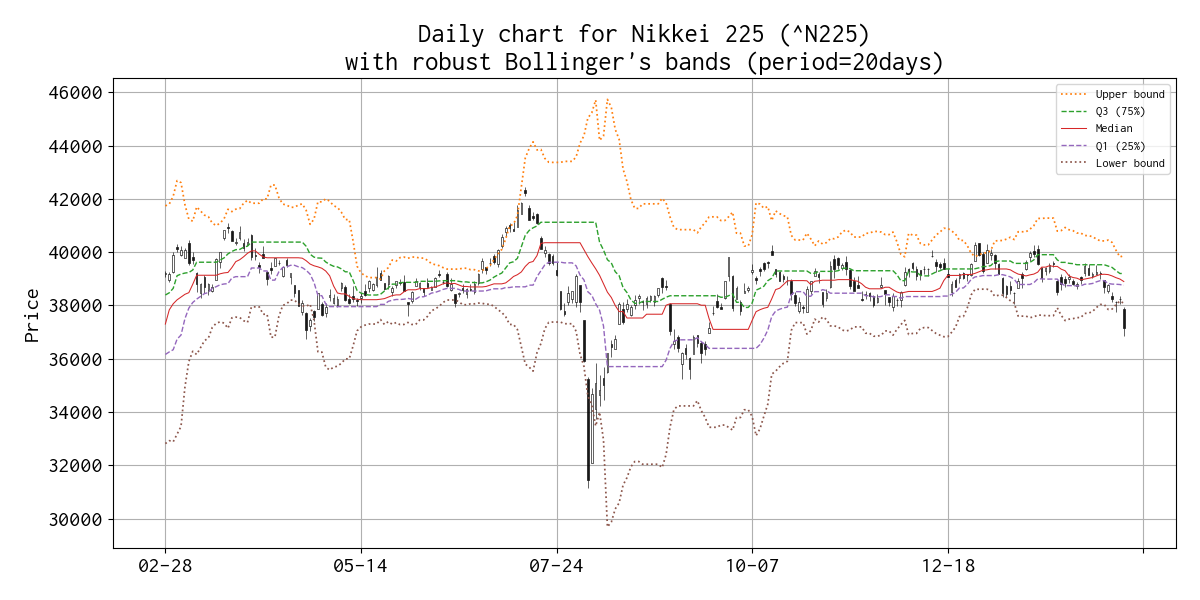 Daily chart for Nikkei 225 (^N225)
with robust Bollinger's bands (period=20days)
46000
44000
42000
40000
38000
36000
34000
32000
30000
Price
Upper bound
Q3 (75%)
Median
Q1 (25%)
Lower bound
02-28
05-14
07-24
10-07
12-18